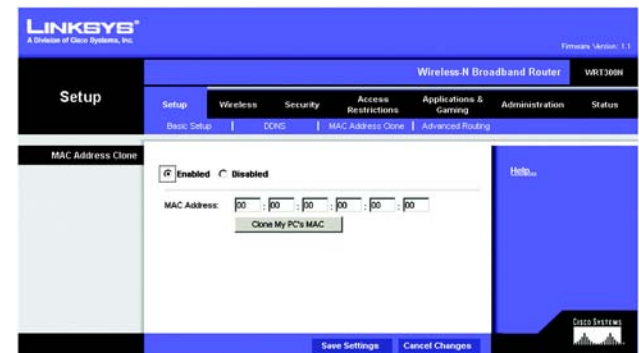 LINKSYS®
A Division of Cisco Systems, Inc.
Firmware Version: 1.1
Wireless-N Broadband Router
WRT300N
Setup
Setup Wireless Security Access Restrictions Applications & Gaming Administration Status
Basic Setup | DDNS | MAC Address Clone | Advanced Routing
MAC Address Clone
Enabled Disabled
Help...
MAC Address: 00 : 00 : 00 : 00 : 00 : 00
Clone My PC's MAC
CISCO SYSTEMS
Save Settings Cancel Changes